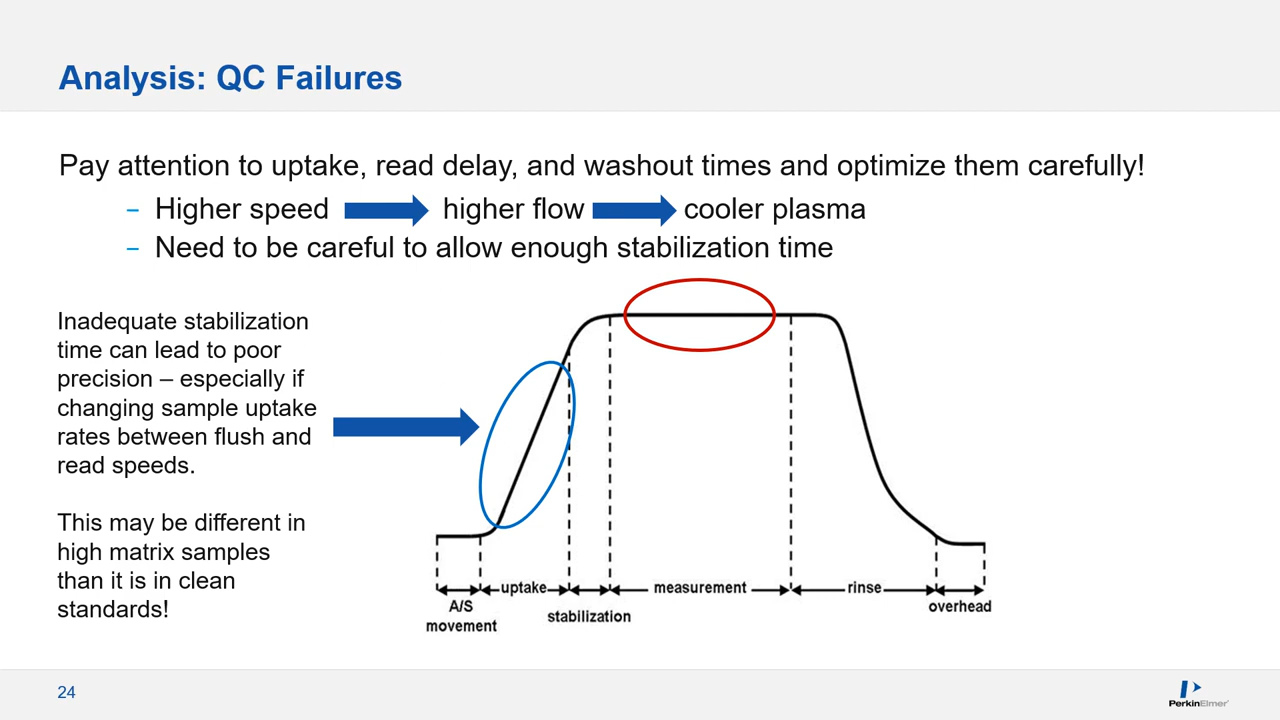 Analysis: QC Failures
Pay attention to uptake, read delay, and washout times and optimize them carefully!
– Higher speed higher flow cooler plasma
– Need to be careful to allow enough stabilization time
Inadequate stabilization
time can lead to poor
precision – especially if
changing sample uptake
rates between flush and
read speeds.
This may be different in
high matrix samples
than it is in clean
standards!
uptake
measurement
rinse
A/S
movement
stabilization
overhead
24
PerkinElmer